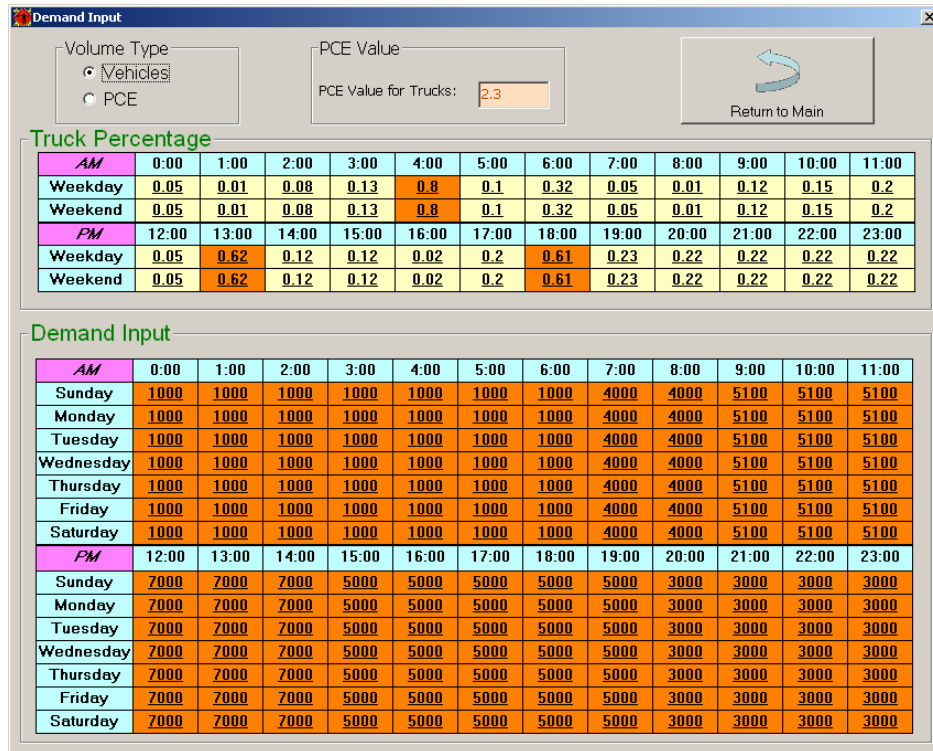 Demand Input
Volume Type
Vehicles
PCE
PCE Value
PCE Value for Trucks: 2.3
Return to Main
Truck Percentage
AM 0:00 1:00 2:00 3:00 4:00 5:00 6:00 7:00 8:00 9:00 10:00 11:00
Weekday 0.05 0.01 0.08 0.13 0.8 0.1 0.32 0.05 0.01 0.12 0.15 0.2
Weekend 0.05 0.01 0.08 0.13 0.8 0.1 0.32 0.05 0.01 0.12 0.15 0.2
PM 12:00 13:00 14:00 15:00 16:00 17:00 18:00 19:00 20:00 21:00 22:00 23:00
Weekday 0.05 0.62 0.12 0.12 0.02 0.2 0.61 0.23 0.22 0.22 0.22 0.22
Weekend 0.05 0.62 0.12 0.12 0.02 0.2 0.61 0.23 0.22 0.22 0.22 0.22
Demand Input
AM 0:00 1:00 2:00 3:00 4:00 5:00 6:00 7:00 8:00 9:00 10:00 11:00
Sunday 1000 1000 1000 1000 1000 1000 1000 4000 4000 5100 5100 5100
Monday 1000 1000 1000 1000 1000 1000 1000 4000 4000 5100 5100 5100
Tuesday 1000 1000 1000 1000 1000 1000 1000 4000 4000 5100 5100 5100
Wednesday 1000 1000 1000 1000 1000 1000 1000 4000 4000 5100 5100 5100
Thursday 1000 1000 1000 1000 1000 1000 1000 4000 4000 5100 5100 5100
Friday 1000 1000 1000 1000 1000 1000 1000 4000 4000 5100 5100 5100
Saturday 1000 1000 1000 1000 1000 1000 1000 4000 4000 5100 5100 5100
PM 12:00 13:00 14:00 15:00 16:00 17:00 18:00 19:00 20:00 21:00 22:00 23:00
Sunday 7000 7000 7000 5000 5000 5000 5000 5000 3000 3000 3000 3000
Monday 7000 7000 7000 5000 5000 5000 5000 5000 3000 3000 3000 3000
Tuesday 7000 7000 7000 5000 5000 5000 5000 5000 3000 3000 3000 3000
Wednesday 7000 7000 7000 5000 5000 5000 5000 5000 3000 3000 3000 3000
Thursday 7000 7000 7000 5000 5000 5000 5000 5000 3000 3000 3000 3000
Friday 7000 7000 7000 5000 5000 5000 5000 5000 3000 3000 3000 3000
Saturday 7000 7000 7000 5000 5000 5000 5000 5000 3000 3000 3000 3000